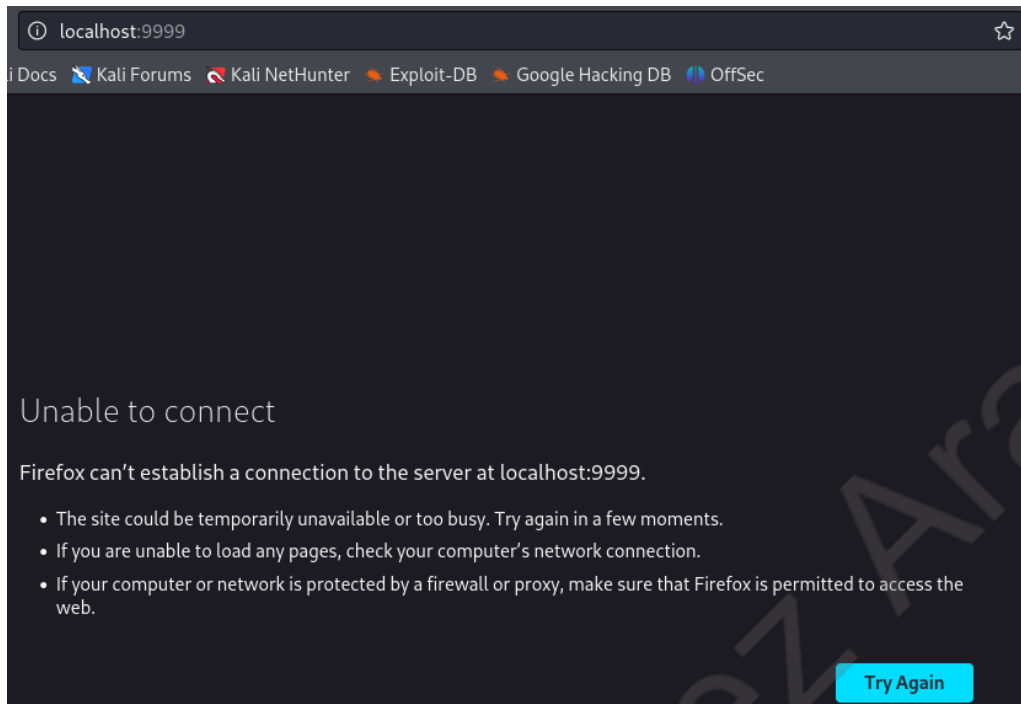 localhost:9999
i Docs Kali Forums Kali NetHunter Exploit-DB Google Hacking DB OffSec
Unable to connect
Firefox can’t establish a connection to the server at localhost:9999.
• The site could be temporarily unavailable or too busy. Try again in a few moments.
• If you are unable to load any pages, check your computer’s network connection.
• If your computer or network is protected by a firewall or proxy, make sure that Firefox is permitted to access the
web.
Try Again